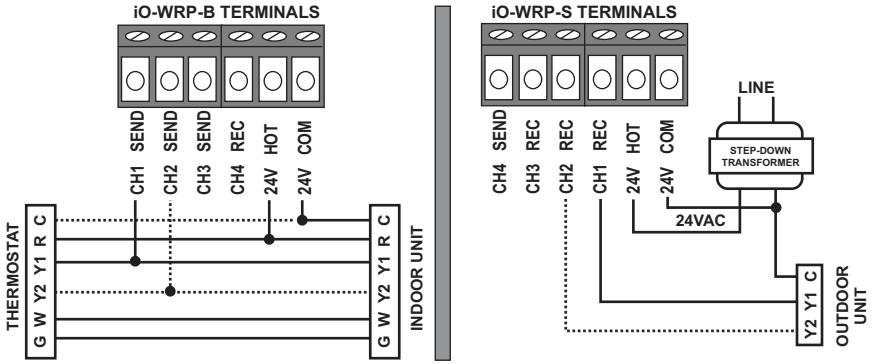 iO-WRP-B TERMINALS
CH1 SEND
CH2 SEND
CH3 SEND
CH4 REC
24V HOT
24V COM
THERMOSTAT
C
R
Y1
Y2
W
G
C
R
Y1
Y2
W
G
INDOOR UNIT
iO-WRP-S TERMINALS
CH4 SEND
CH3 REC
CH2 REC
CH1 REC
24V HOT
24V COM
LINE
STEP-DOWN
TRANSFORMER
24VAC
C
Y1
Y2
OUTDOOR
UNIT